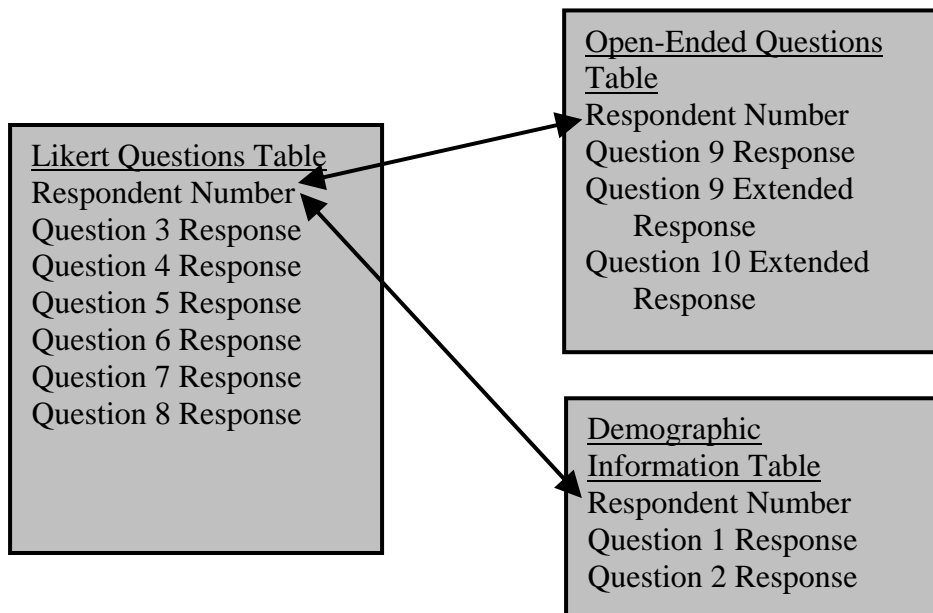 Likert Questions Table
Respondent Number
Question 3 Response
Question 4 Response
Question 5 Response
Question 6 Response
Question 7 Response
Question 8 Response
Open-Ended Questions
Table
Respondent Number
Question 9 Response
Question 9 Extended
Response
Question 10 Extended
Response
Demographic
Information Table
Respondent Number
Question 1 Response
Question 2 Response